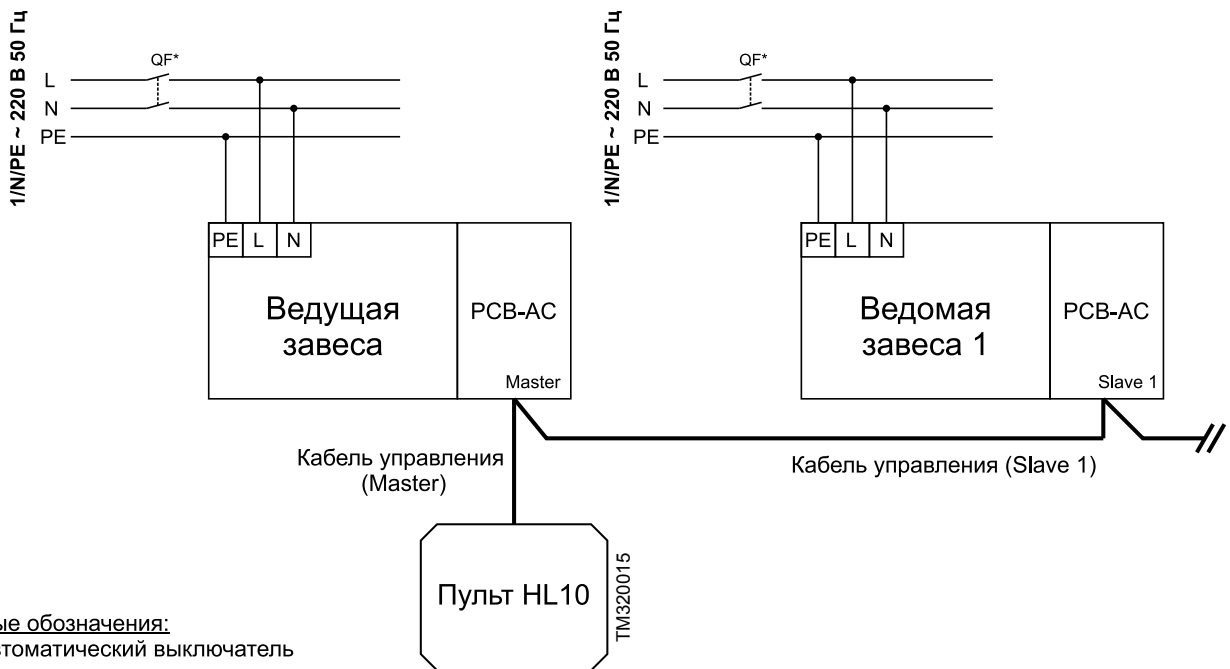 1/N/PE ~ 220 В 50 Гц
QF*
L
N
PE
PE L N
Ведущая
завеса
PCB-AC
Master
1/N/PE ~ 220 В 50 Гц
QF*
L
N
PE
PE L N
Ведомая
завеса 1
PCB-AC
Slave 1
Кабель управления
(Master)
Кабель управления (Slave 1)
Пульт HL10
TM320015
обозначения:
выключатель